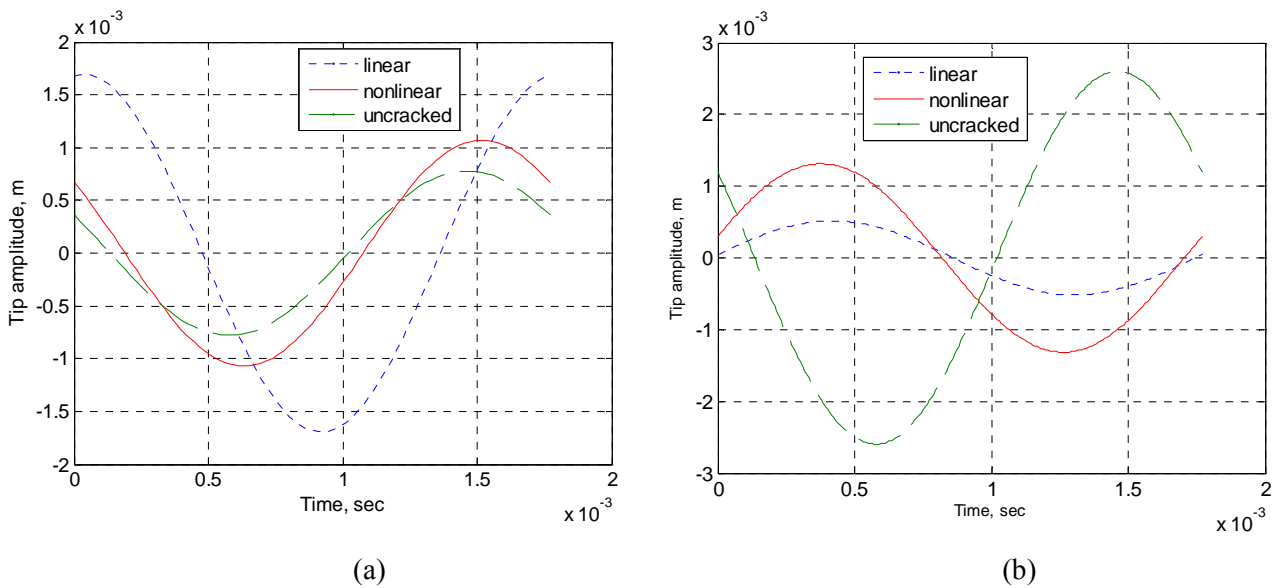 x 10⁻³
2
1.5
1
0.5
0
-0.5
-1
-1.5
-2
Tip amplitude, m
linear
nonlinear
uncracked
0 0.5 1 1.5 2
Time, sec
x 10⁻³
(a)
x 10⁻³
3
2
1
0
-1
-2
-3
Tip amplitude, m
linear
nonlinear
uncracked
0 0.5 1 1.5 2
Time, sec
x 10⁻³
(b)